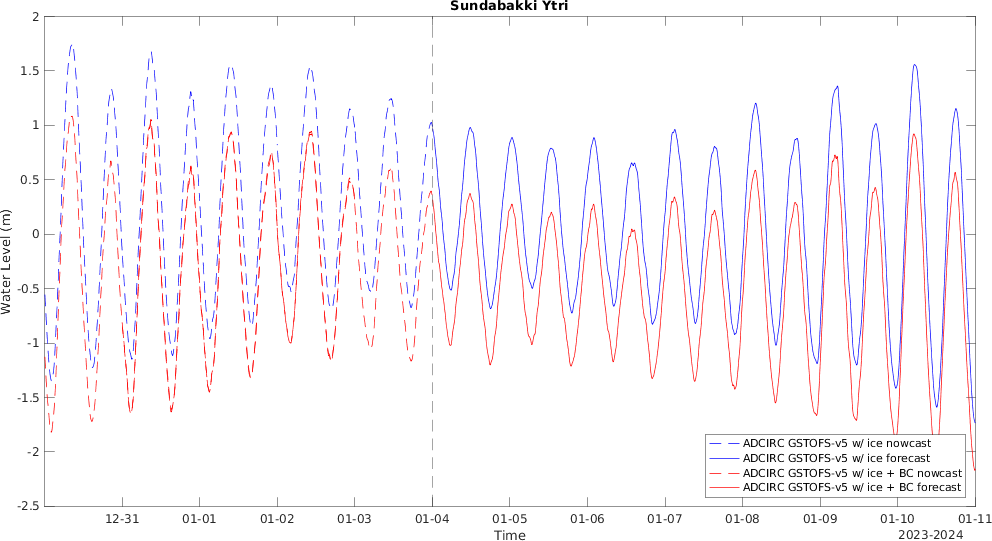 Sundabakki Ytri
2
1.5
1
0.5
0
-0.5
-1
-1.5
-2
-2.5
Water Level (m)
ADCIRC GSTOFS-v5 w/ ice nowcast
ADCIRC GSTOFS-v5 w/ ice forecast
ADCIRC GSTOFS-v5 w/ ice + BC nowcast
ADCIRC GSTOFS-v5 w/ ice + BC forecast
12-31 01-01 01-02 01-03 01-04 01-05 01-06 01-07 01-08 01-09 01-10 01-11
Time
2023-2024